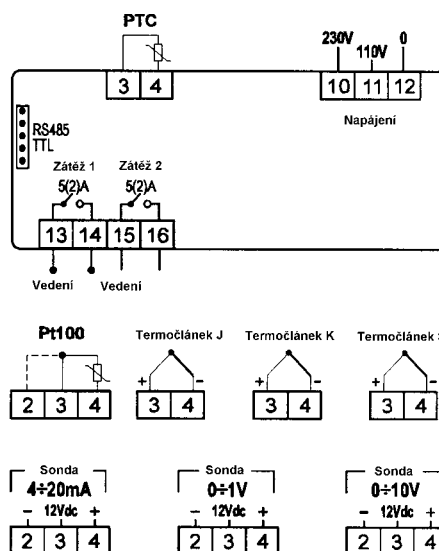 PTC
230V 110V 0
3 4
10 11 12
Napájení
RS485
TTL
Zátěž 1 Zátěž 2
5(2)A 5(2)A
13 14 15 16
Vedení Vedení
Pt100 Termočlánek J Termočlánek K Termočlánek
+ - + - +
2 3 4 3 4 3 4 3 4
Sonda Sonda Sonda
4÷20mA 0÷1V 0÷10V
- 12Vdc + - 12Vdc + - 12Vdc +
2 3 4 2 3 4 2 3 4